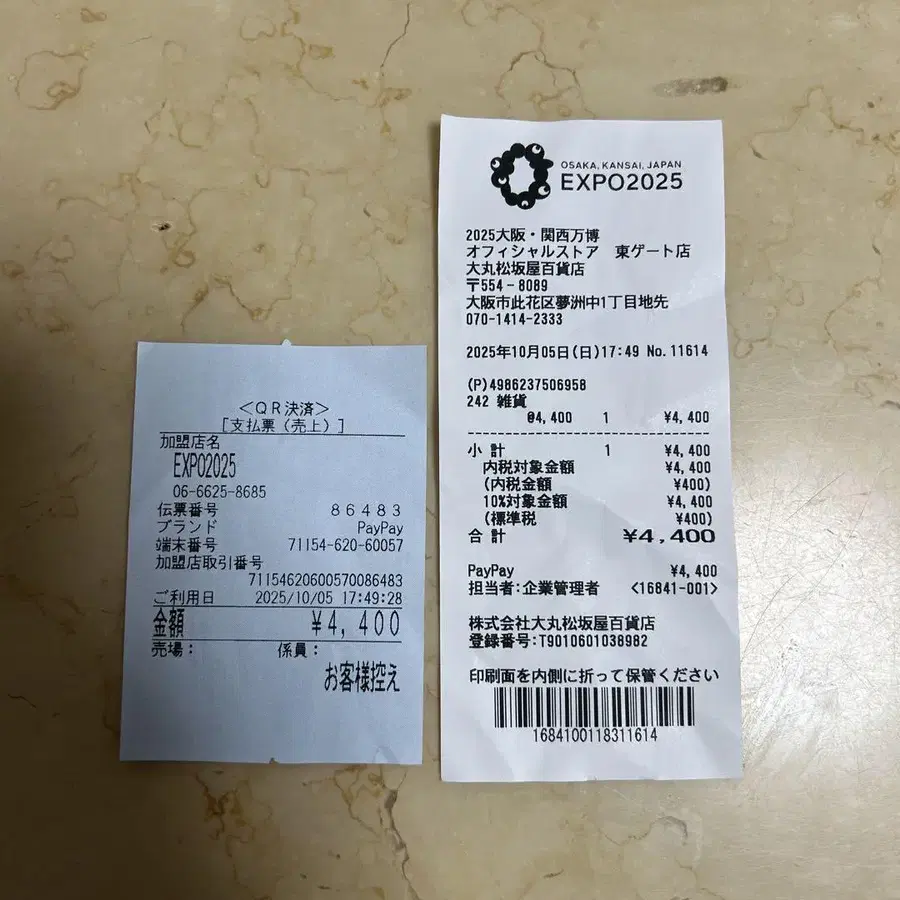 <QR決済>
[支払票(売上)]
加盟店名
EXPO2025
06-6625-8685
伝票番号 86483
ブランド PayPay
端末番号 71154-620-60057
加盟店取引番号
71154620600570086483
ご利用日 2025/10/05 17:49:28
金額 ¥4,400
売場: 係員:
お客様控え
OSAKA, KANSAI, JAPAN
EXPO2025
2025大阪・関西万博
オフィシャルストア 東ゲート店
大丸松坂屋百貨店
〒554-8089
大阪市此花区夢洲中1丁目地先
070-1414-2333
2025年10月05日(日)17:49 No.11614
(P)4986237506958
242 雑貨
@4,400 1 ¥4,400
小計 1 ¥4,400
内税対象金額 ¥4,400
(内税金額 ¥400)
10%対象金額 ¥4,400
(標準税 ¥400)
合計 ¥4,400
PayPay ¥4,400
担当者:企業管理者 <16841-001>
株式会社大丸松坂屋百貨店
登録番号:T9010601038982
印刷面を内側に折って保管ください
1684100118311614